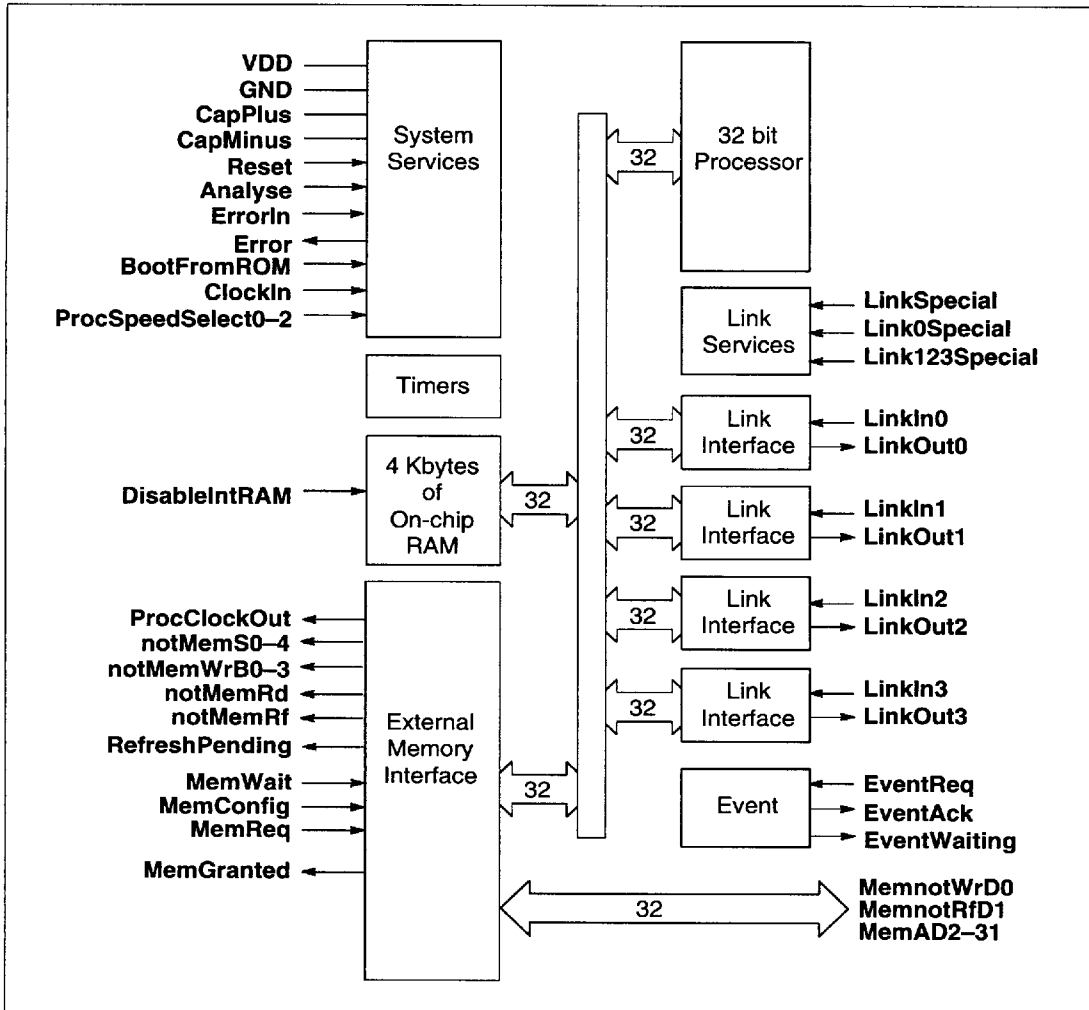 VDD
GND
CapPlus
CapMinus
Reset
Analyse
ErrorIn
Error
BootFromROM
ClockIn
ProcSpeedSelect0–2
System
Services
Timers
DisableIntRAM
4 Kbytes
of
On-chip
RAM
32
ProcClockOut
notMemS0–4
notMemWrB0–3
notMemRd
notMemRf
RefreshPending
MemWait
MemConfig
MemReq
MemGranted
External
Memory
Interface
32
32
32 bit
Processor
Link
Services
LinkSpecial
Link0Special
Link123Special
32
Link
Interface
LinkIn0
LinkOut0
32
Link
Interface
LinkIn1
LinkOut1
32
Link
Interface
LinkIn2
LinkOut2
32
Link
Interface
LinkIn3
LinkOut3
Event
EventReq
EventAck
EventWaiting
32
MemnotWrD0
MemnotRfD1
MemAD2–31